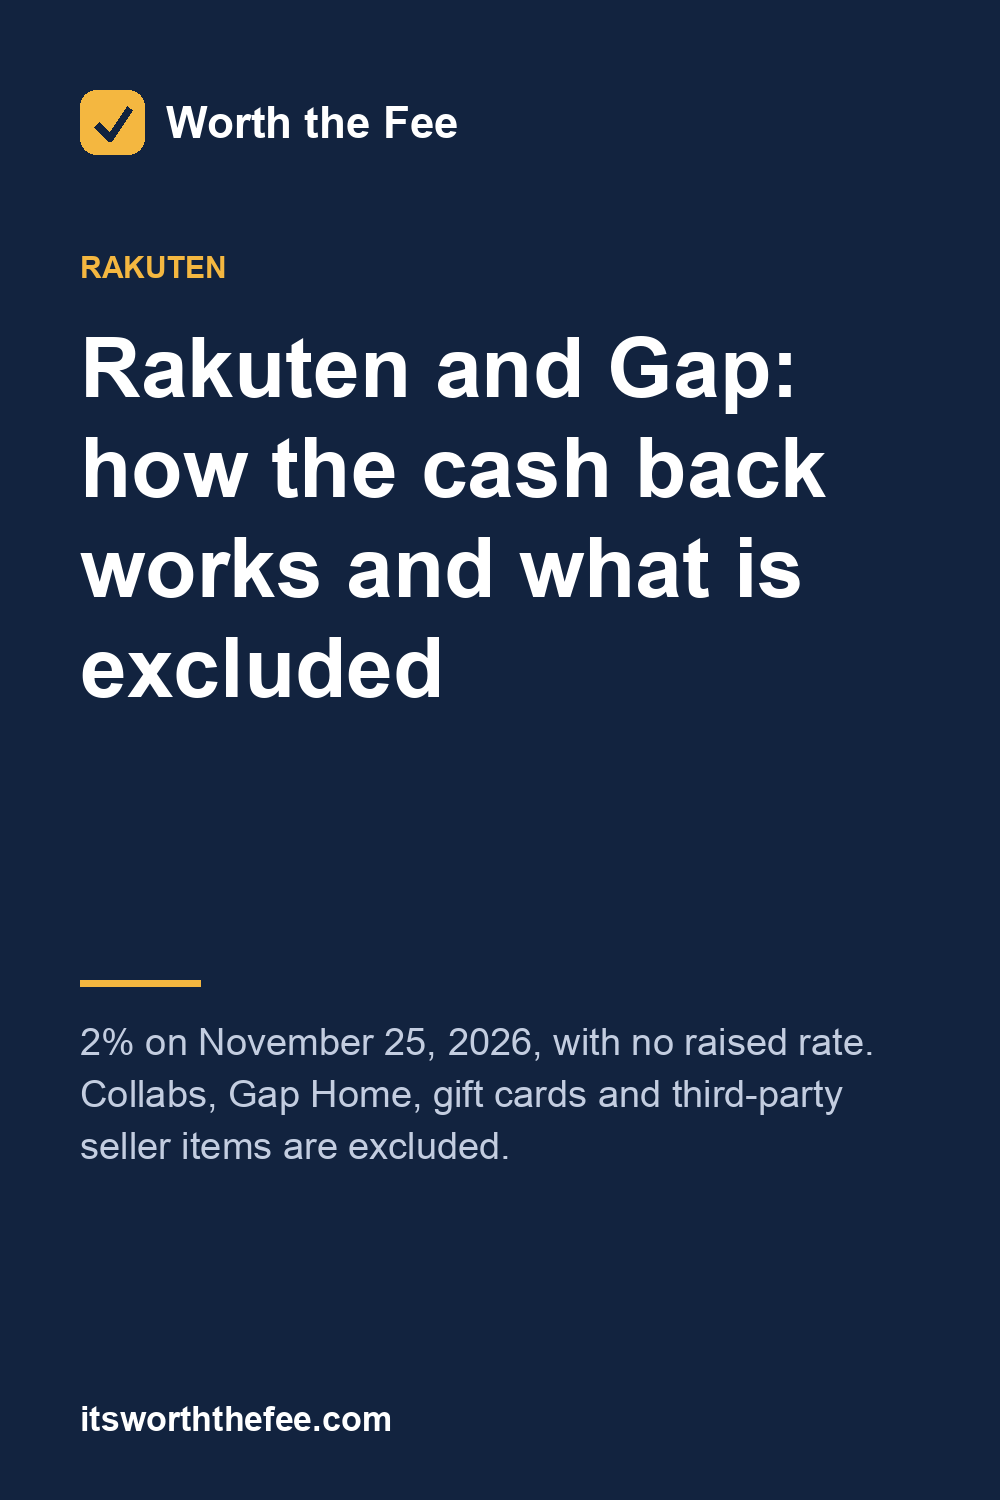 Worth the Fee
RAKUTEN
Rakuten and Gap:
how the cash back
works and what is
excluded
2% on November 25, 2026, with no raised rate.
Collabs, Gap Home, gift cards and third-party
seller items are excluded.
itsworththefee.com